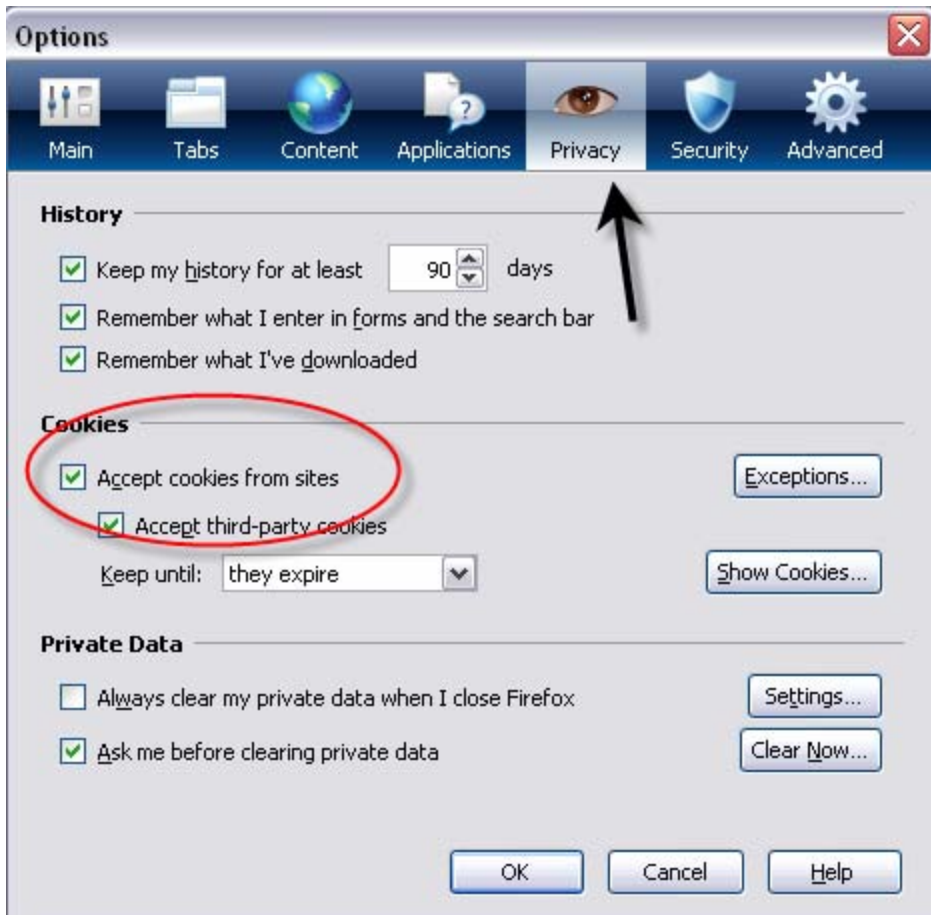 Options
Main Tabs Content Applications Privacy Security Advanced
History
Keep my history for at least 90 days
Remember what I enter in forms and the search bar
Remember what I've downloaded
Cookies
Accept cookies from sites Exceptions...
Accept third-party cookies
Keep until: they expire Show Cookies...
Private Data
Always clear my private data when I close Firefox Settings...
Ask me before clearing private data Clear Now...
OK Cancel Help